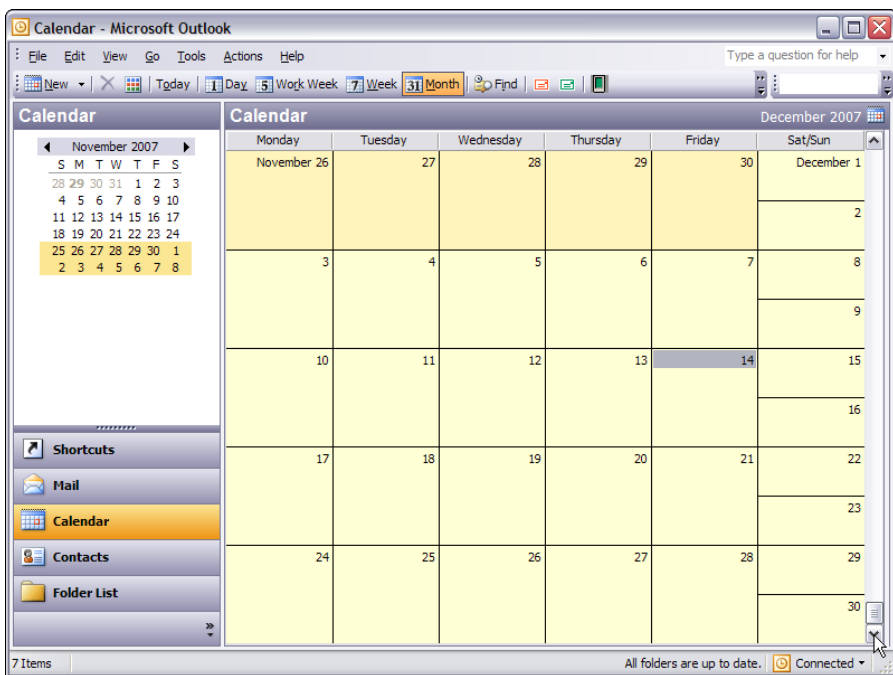 Calendar - Microsoft Outlook
File Edit View Go Tools Actions Help Type a question for help
New Today 1 Day 5 Work Week 7 Week 31 Month Find
Calendar
November 2007
S M T W T F S
28 29 30 31 1 2 3
4 5 6 7 8 9 10
11 12 13 14 15 16 17
18 19 20 21 22 23 24
25 26 27 28 29 30 1
2 3 4 5 6 7 8
Shortcuts
Mail
Calendar
Contacts
Folder List
Calendar December 2007
Monday Tuesday Wednesday Thursday Friday Sat/Sun
November 26 27 28 29 30 December 1
2
3 4 5 6 7 8
9
10 11 12 13 14 15
16
17 18 19 20 21 22
23
24 25 26 27 28 29
30
7 Items All folders are up to date. Connected